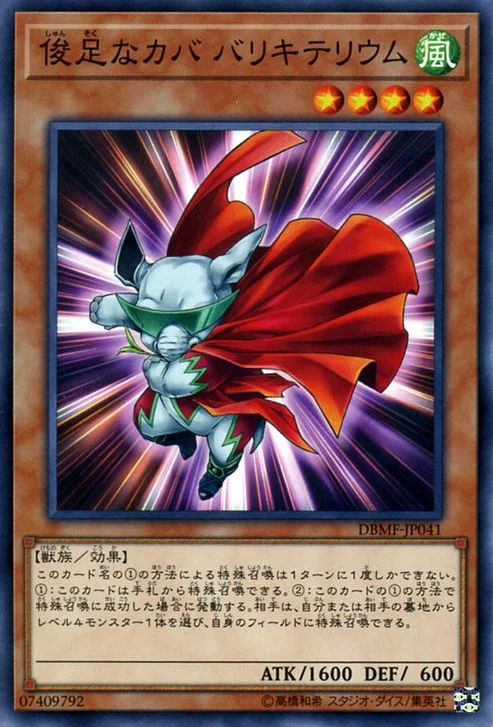 俊足なカバ バリキテリウム 風
DBMF-JP041
【獣族／効果】
このカード名の①の方法による特殊召喚は1ターンに1度しかできない。
①：このカードは手札から特殊召喚できる。②：このカードの①の方法で
特殊召喚に成功した場合に発動する。相手は、自分または相手の墓地から
レベル4モンスター1体を選び、自身のフィールドに特殊召喚できる。
ATK/1600 DEF/ 600
07409792 ©高橋和希 スタジオ・ダイス/集英社